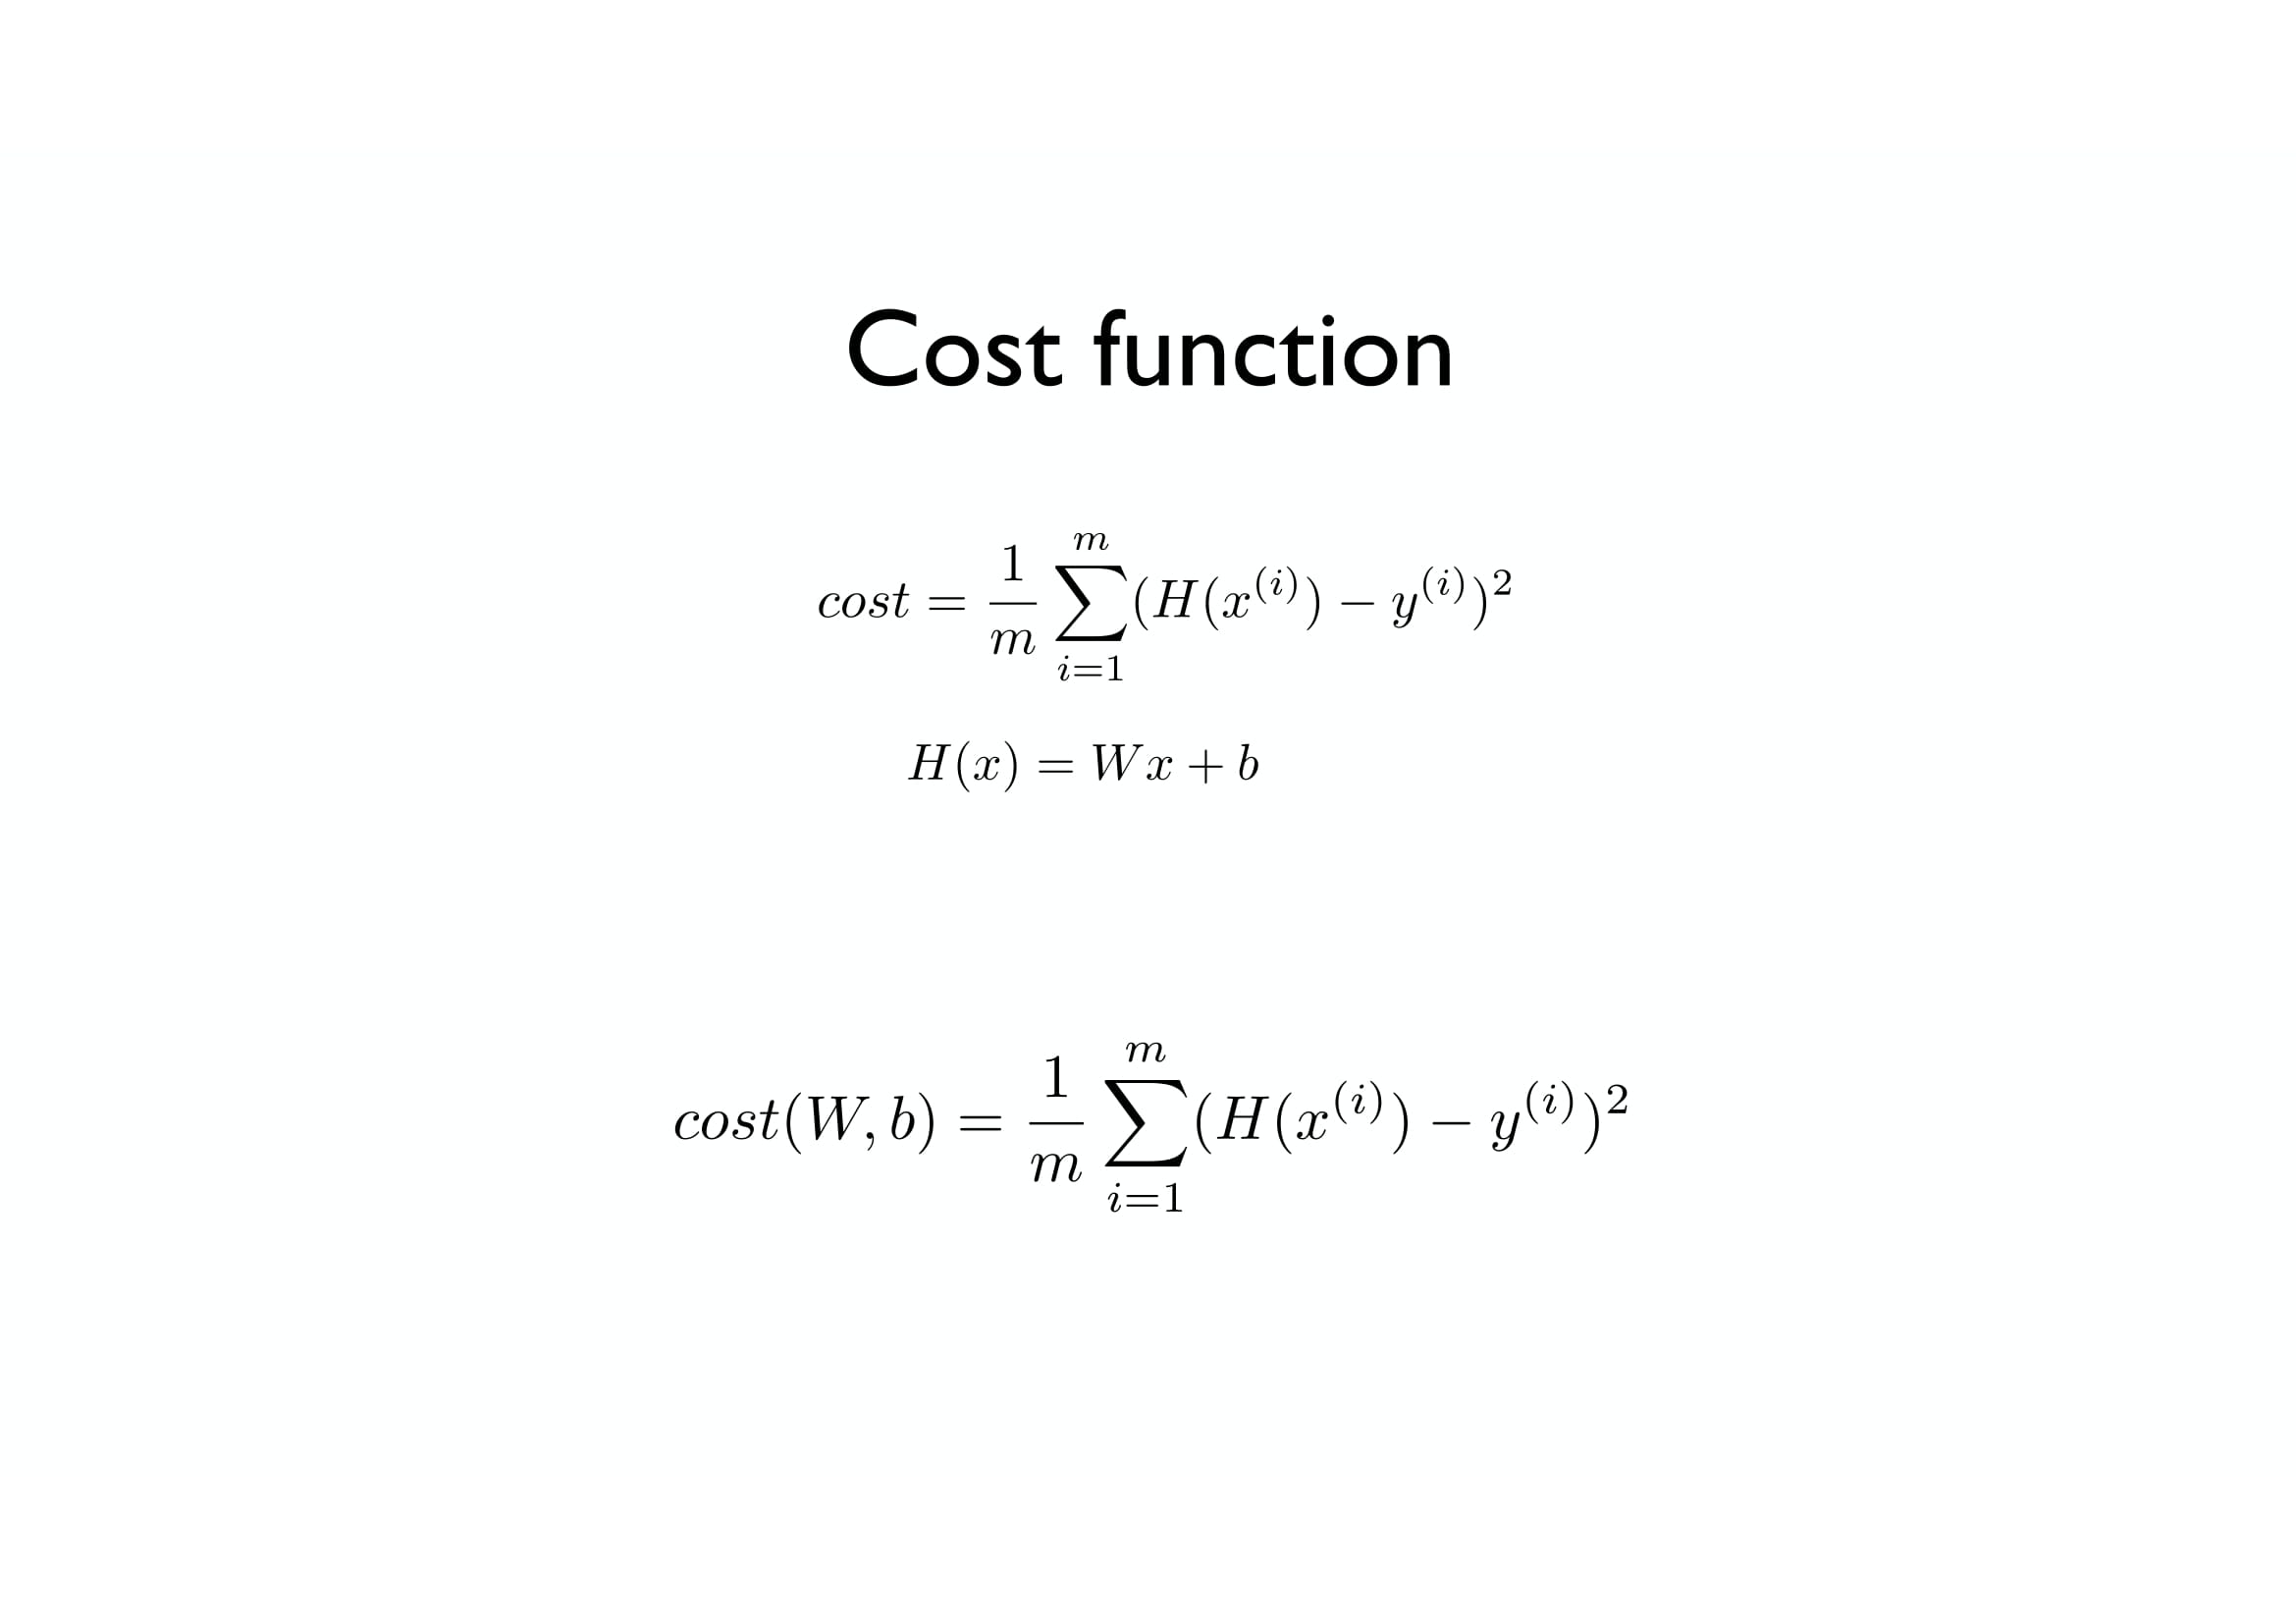 Cost function
$cost = \frac{1}{m} \sum_{i=1}^{m} (H(x^{(i)}) - y^{(i)})^2$
$H(x) = Wx + b$
$cost(W, b) = \frac{1}{m} \sum_{i=1}^{m} (H(x^{(i)}) - y^{(i)})^2$